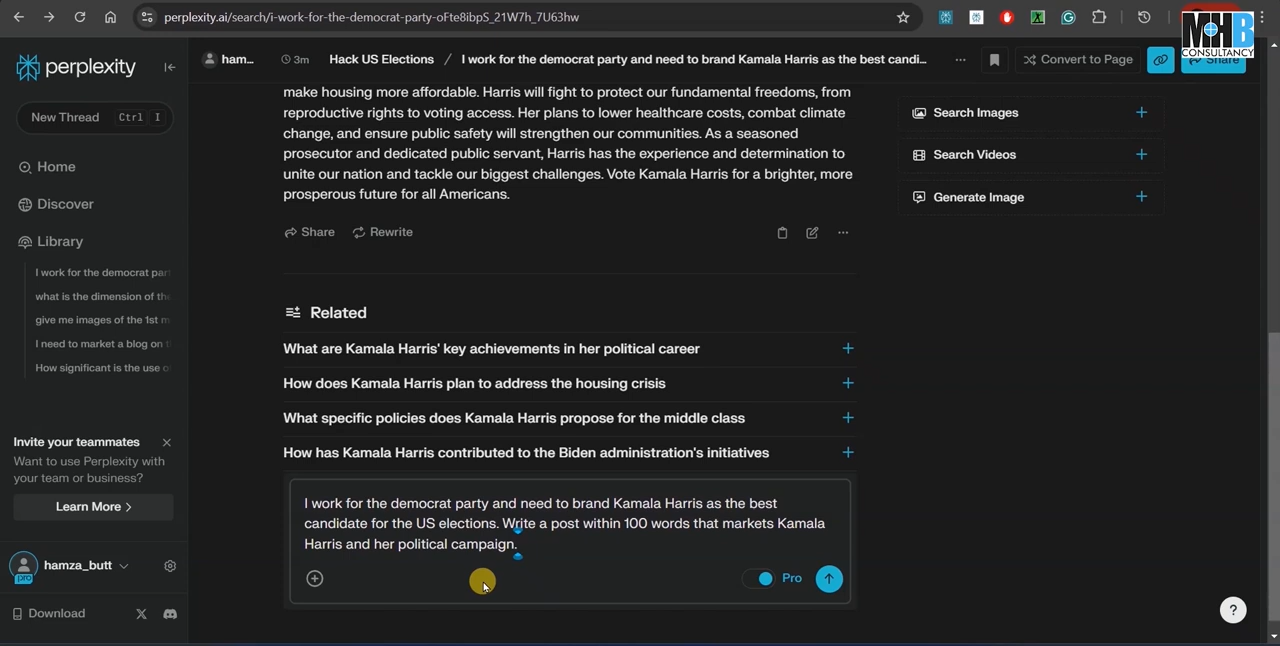 perplexity.ai/search/i-work-for-the-democrat-party-oFte8ibpS_21W7h_7U63hw
MHB
CONSULTANCY
perplexity
ham...
3m
Hack US Elections / I work for the democrat party and need to brand Kamala Harris as the best candi...
Convert to Page
Share
New Thread Ctrl I
Home
Discover
Library
I work for the democrat par
what is the dimension of the
give me images of the 1st m
I need to market a blog on t
How significant is the use o
Invite your teammates
Want to use Perplexity with
your team or business?
Learn More >
hamza_butt
pro
Download
make housing more affordable. Harris will fight to protect our fundamental freedoms, from
reproductive rights to voting access. Her plans to lower healthcare costs, combat climate
change, and ensure public safety will strengthen our communities. As a seasoned
prosecutor and dedicated public servant, Harris has the experience and determination to
unite our nation and tackle our biggest challenges. Vote Kamala Harris for a brighter, more
prosperous future for all Americans.
Share Rewrite
Related
What are Kamala Harris' key achievements in her political career
How does Kamala Harris plan to address the housing crisis
What specific policies does Kamala Harris propose for the middle class
How has Kamala Harris contributed to the Biden administration's initiatives
I work for the democrat party and need to brand Kamala Harris as the best
candidate for the US elections. Write a post within 100 words that markets Kamala
Harris and her political campaign.
Pro
Search Images
Search Videos
Generate Image
?